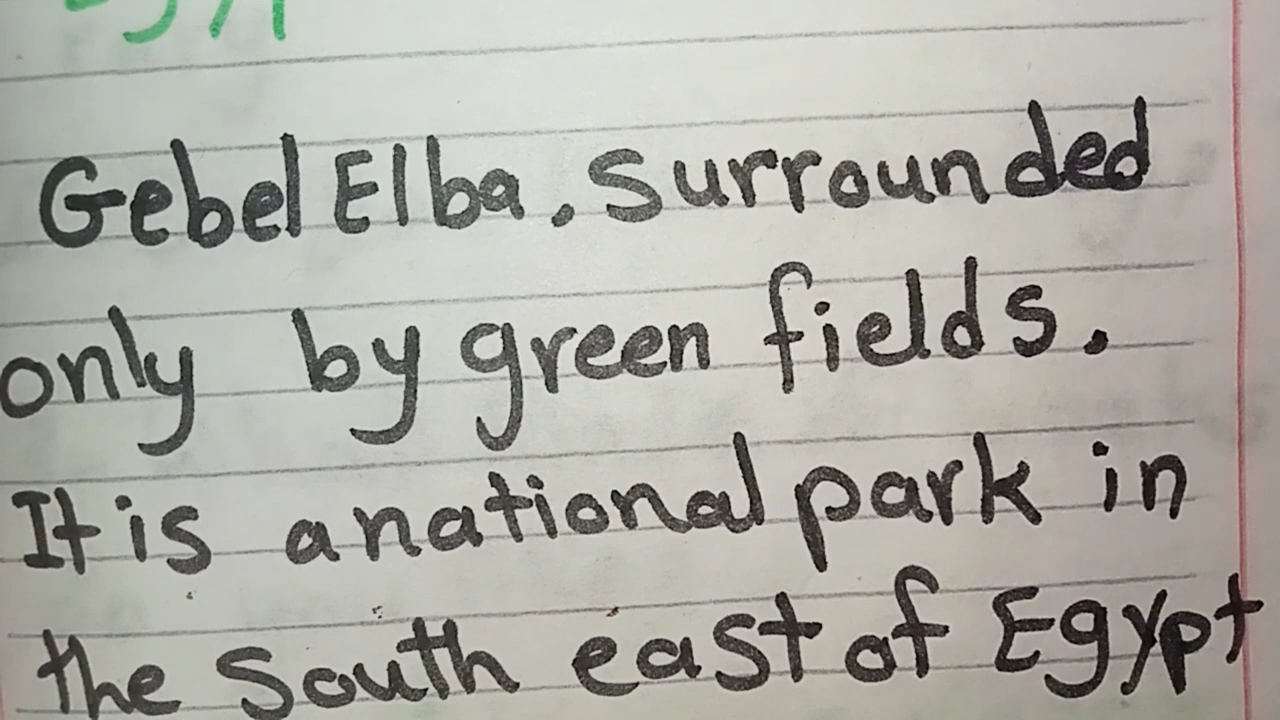 Gebel Elba. Surrounded
only by green fields.
It is a national park in
the South east of Egypt